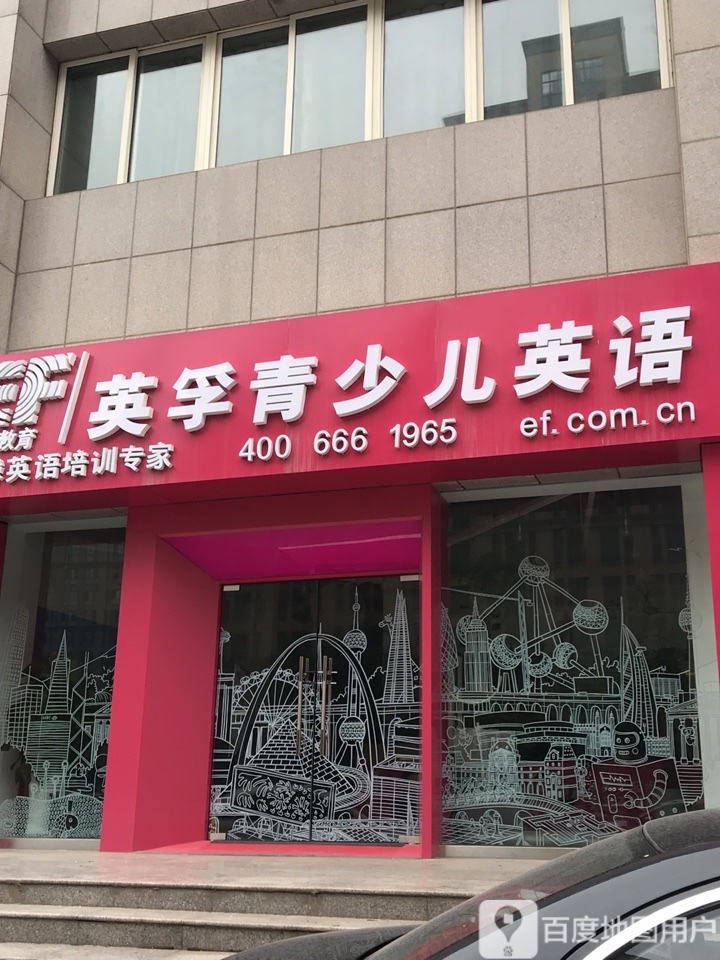 EF 英孚青少儿英语
教育
英语培训专家
400 666 1965 ef.com.cn
百度地图用户